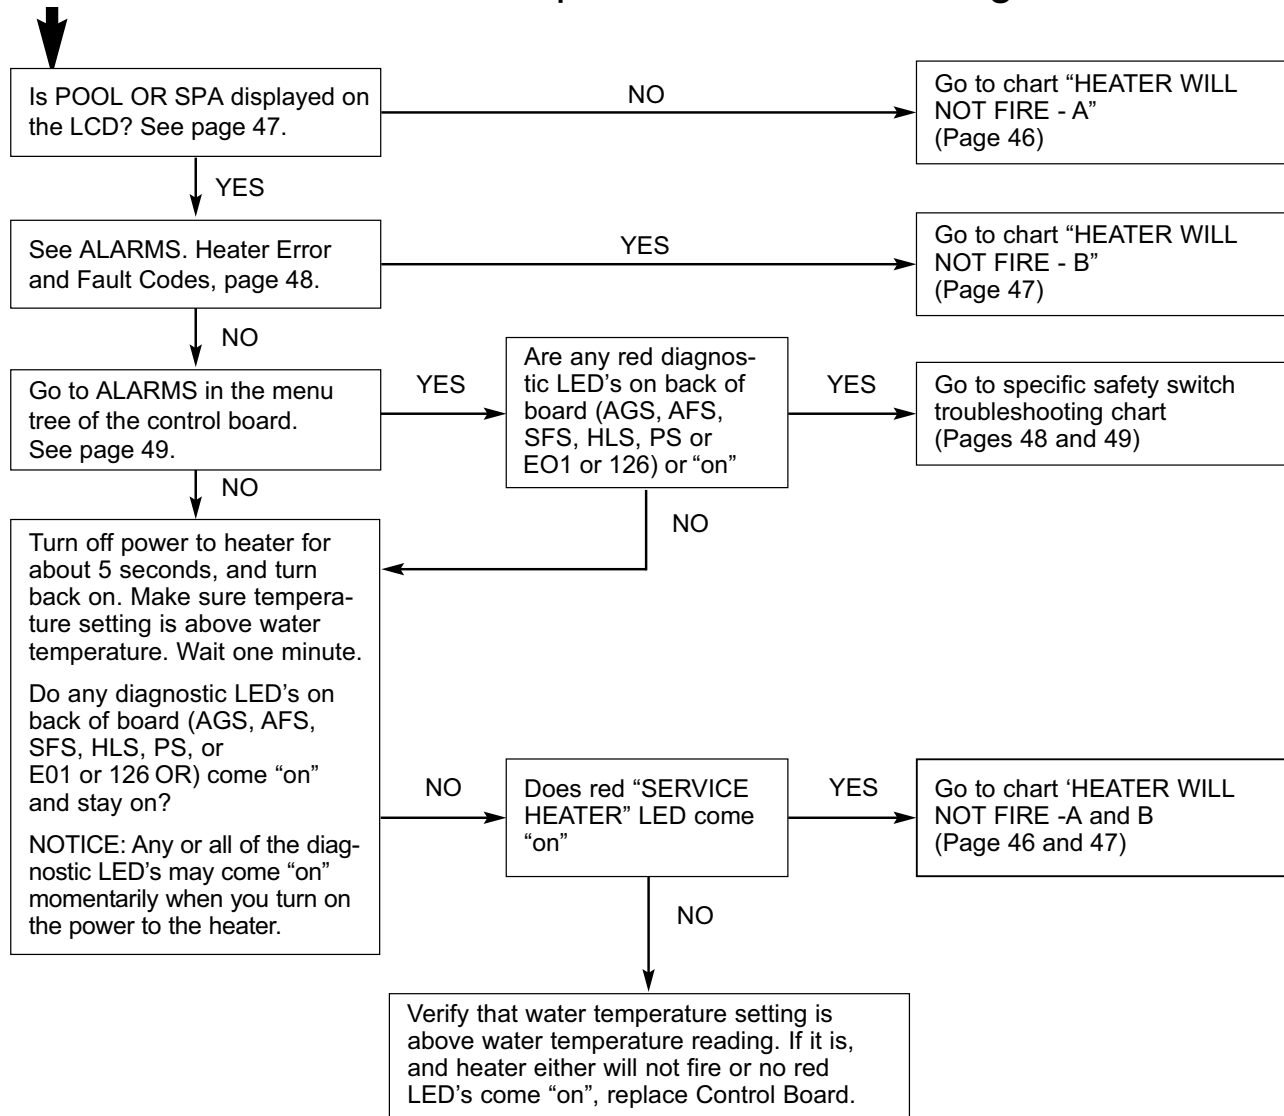 Is POOL OR SPA displayed on
the LCD? See page 47.
NO
Go to chart “HEATER WILL
NOT FIRE - A”
(Page 46)
YES
See ALARMS. Heater Error
and Fault Codes, page 48.
YES
Go to chart “HEATER WILL
NOT FIRE - B”
(Page 47)
NO
Go to ALARMS in the menu
tree of the control board.
See page 49.
YES
Are any red diagnos-
tic LED’s on back of
board (AGS, AFS,
SFS, HLS, PS or
EO1 or 126) or “on”
YES
Go to specific safety switch
troubleshooting chart
(Pages 48 and 49)
NO
NO
Turn off power to heater for
about 5 seconds, and turn
back on. Make sure tempera-
ture setting is above water
temperature. Wait one minute.
Do any diagnostic LED’s on
back of board (AGS, AFS,
SFS, HLS, PS, or
E01 or 126 OR) come “on”
and stay on?
NOTICE: Any or all of the diag-
nostic LED’s may come “on”
momentarily when you turn on
the power to the heater.
NO
Does red “SERVICE
HEATER” LED come
“on”
YES
Go to chart ‘HEATER WILL
NOT FIRE -A and B
(Page 46 and 47)
NO
Verify that water temperature setting is
above water temperature reading. If it is,
and heater either will not fire or no red
LED’s come “on”, replace Control Board.